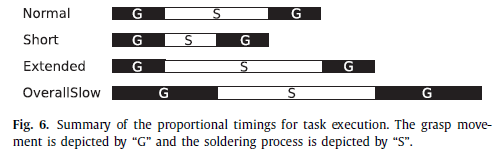 Normal G S G
Short G S G
Extended G S G
OverallSlow G S G
Fig. 6. Summary of the proportional timings for task execution. The grasp move-
ment is depicted by “G” and the soldering process is depicted by “S”.